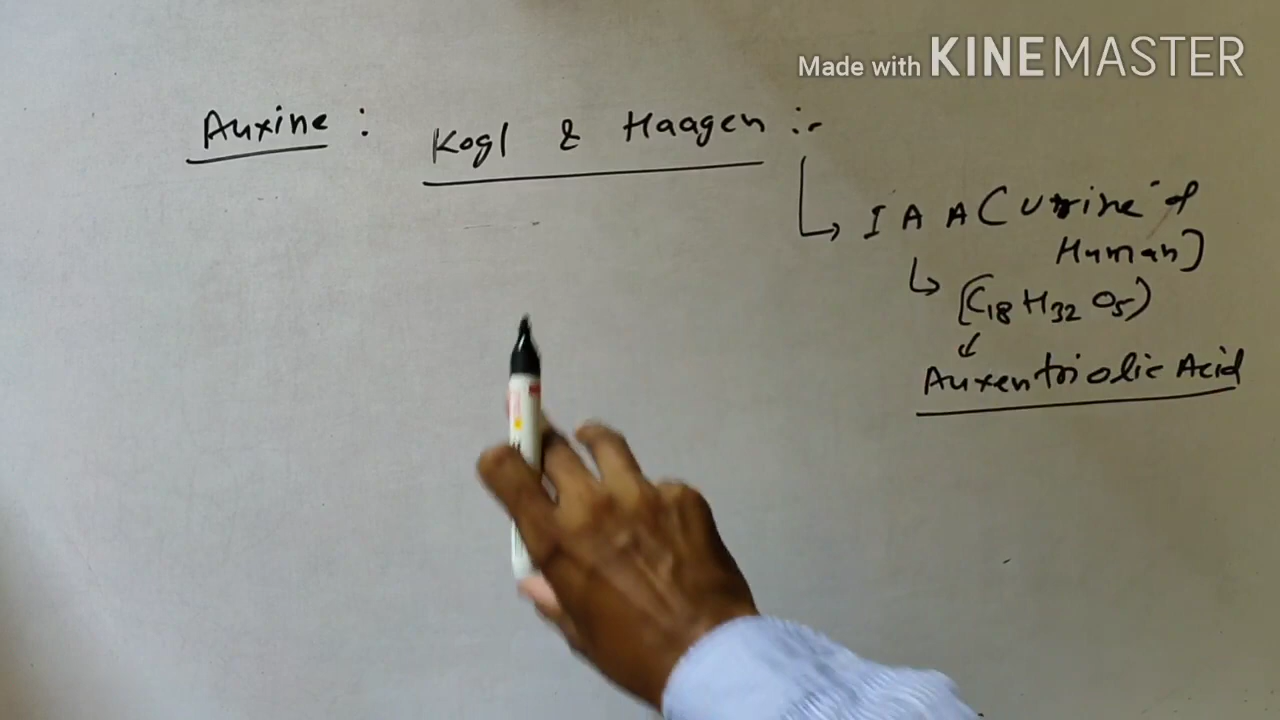 Made with KINEMASTER
Auxine : Kogl & Haagen :-
I A A (Urine of
Human)
(C18 H32 O5)
Auxentriolic Acid